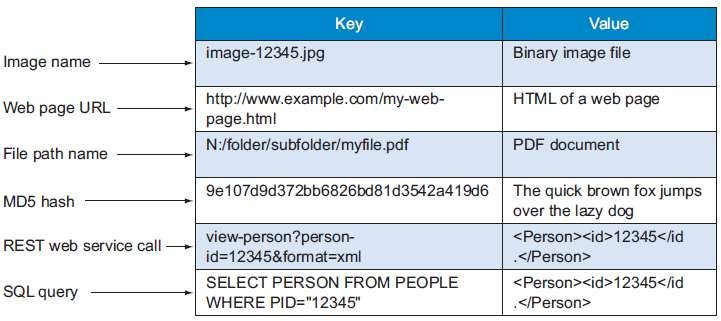 Key Value
Image name image-12345.jpg Binary image file
Web page URL http://www.example.com/my-web- HTML of a web page
page.html
File path name N:/folder/subfolder/myfile.pdf PDF document
MD5 hash 9e107d9d372bb6826bd81d3542a419d6 The quick brown fox jumps
over the lazy dog
REST web service call view-person?person- <Person><id>12345</id
id=12345&format=xml .</Person>
SQL query SELECT PERSON FROM PEOPLE <Person><id>12345</id
WHERE PID="12345" .</Person>